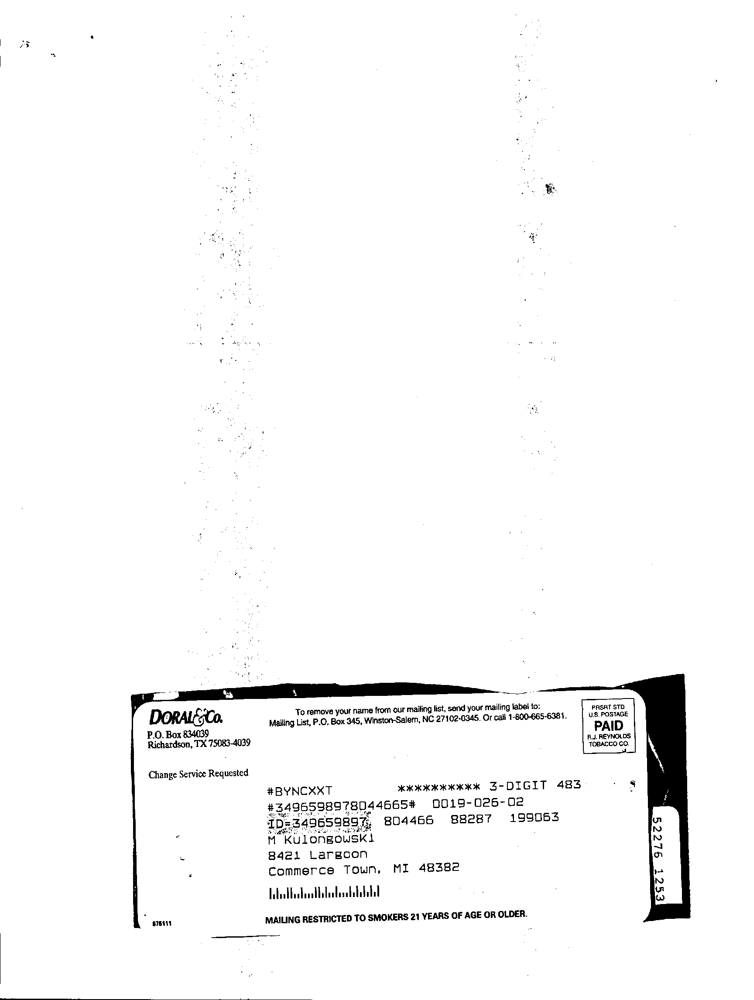 DORAL & Co.
P.O. Box 834039
Richardson, TX 75083-4039
Change Service Requested
To remove your name from our mailing list, send your mailing label to:
Mailing List, P.O. Box 345, Winston-Salem, NC 27102-0345. Or call 1-800-665-6381.
PRSRT STD
U.S. POSTAGE
PAID
R.J. REYNOLDS
TOBACCO CO.
#BYNCXXT ********** 3-DIGIT 483
#3496598978044665# 0019-026-02
ID=349659897, 804466 88287 199063
M Kulongowski
8421 Largcon
Commerce Town, MI 48382
MAILING RESTRICTED TO SMOKERS 21 YEARS OF AGE OR OLDER.
876111
52276 1253